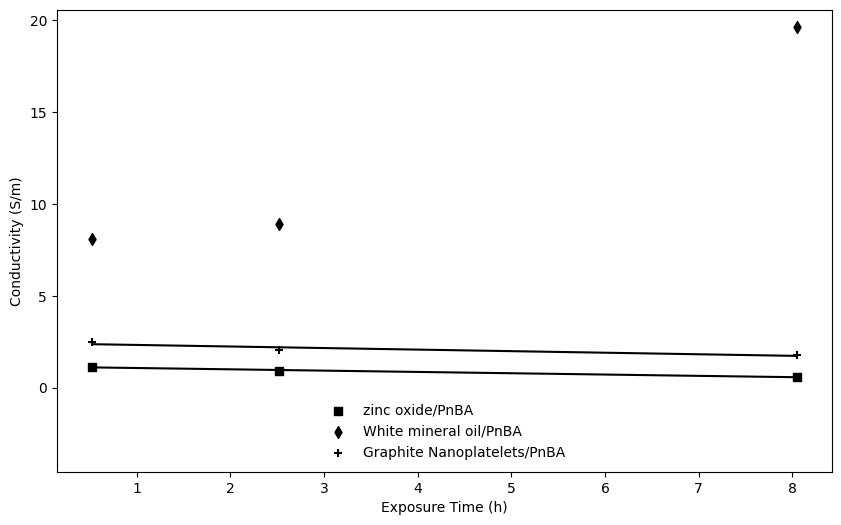 20
15
10
5
0
Conductivity (S/m)
zinc oxide/PnBA
White mineral oil/PnBA
Graphite Nanoplatelets/PnBA
1 2 3 4 5 6 7 8
Exposure Time (h)